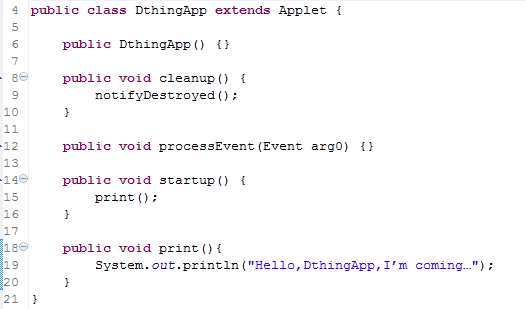 4 public class DthingApp extends Applet {
5
6     public DthingApp() {}
7
8     public void cleanup() {
9         notifyDestroyed();
10     }
11
12     public void processEvent(Event arg0) {}
13
14     public void startup() {
15         print();
16     }
17
18     public void print(){
19         System.out.println("Hello,DthingApp,I’m coming…");
20     }
21 }